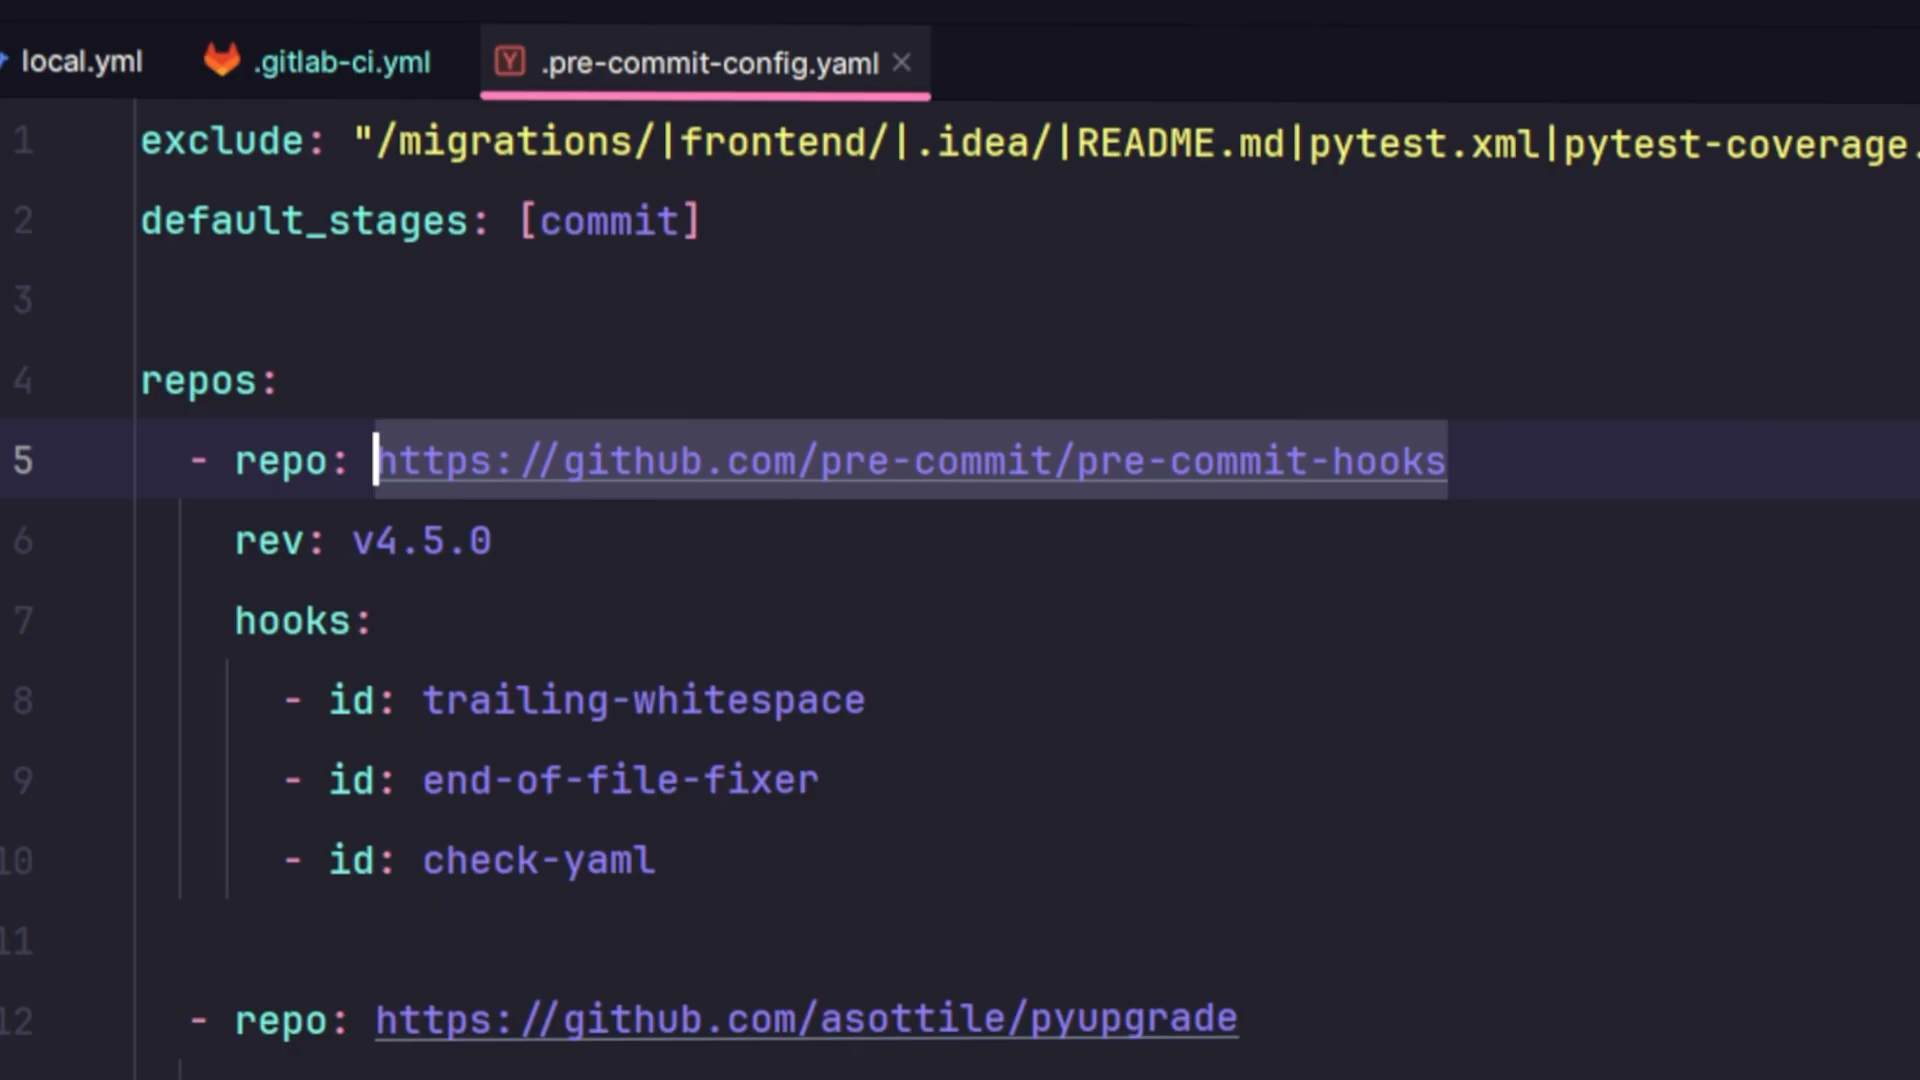 local.yml .gitlab-ci.yml .pre-commit-config.yaml
1 exclude: "/migrations/|frontend/|.idea/|README.md|pytest.xml|pytest-coverage.
2 default_stages: [commit]
3
4 repos:
5 - repo: https://github.com/pre-commit/pre-commit-hooks
6 rev: v4.5.0
7 hooks:
8 - id: trailing-whitespace
9 - id: end-of-file-fixer
10 - id: check-yaml
11
12 - repo: https://github.com/asottile/pyupgrade